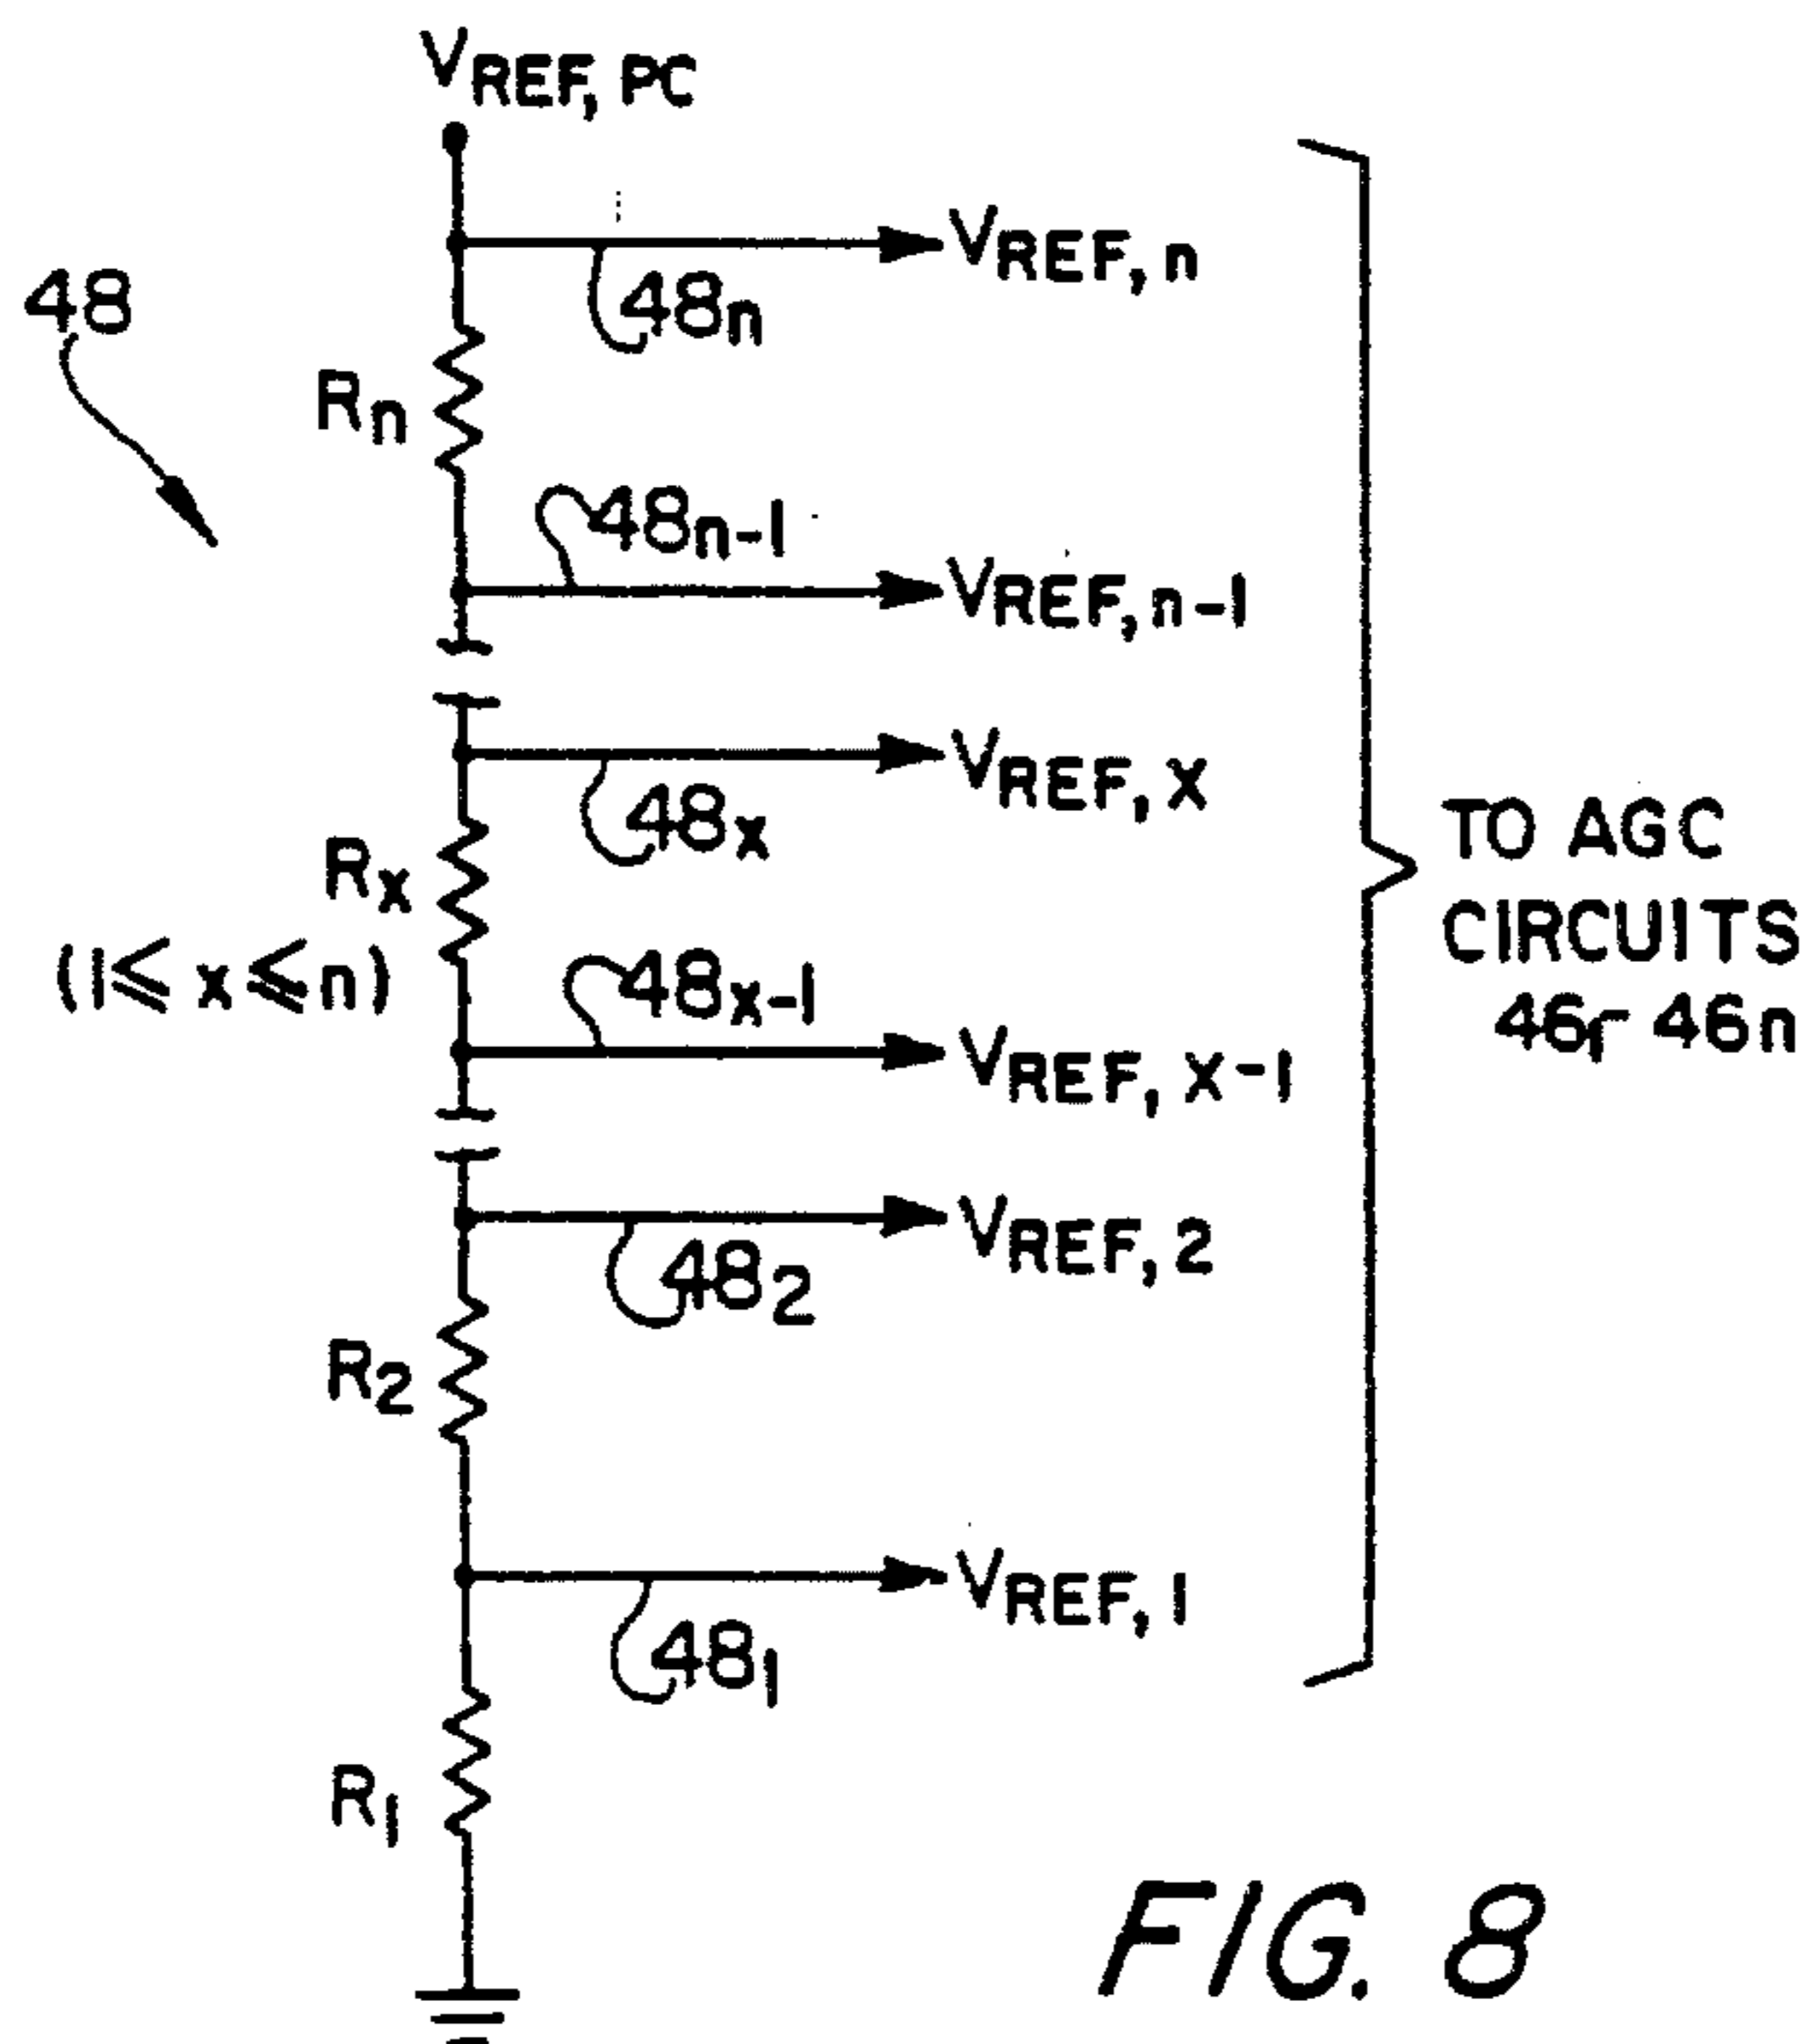 VREF, PC
VREF, n
48
48n
Rn
48n-1
VREF, n-1
VREF, X
48x
Rx
(1≤ x ≤n)
48x-1
VREF, X-1
TO AGC
CIRCUITS
461- 46n
VREF, 2
482
R2
VREF, 1
481
R1
FIG. 8